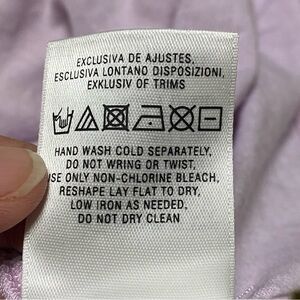 EXCLUSIVA DE AJUSTES,
ESCLUSIVA LONTANO DISPOSIZIONI,
EXKLUSIV OF TRIMS
HAND WASH COLD SEPARATELY,
DO NOT WRING OR TWIST,
USE ONLY NON-CHLORINE BLEACH,
RESHAPE LAY FLAT TO DRY,
LOW IRON AS NEEDED,
DO NOT DRY CLEAN